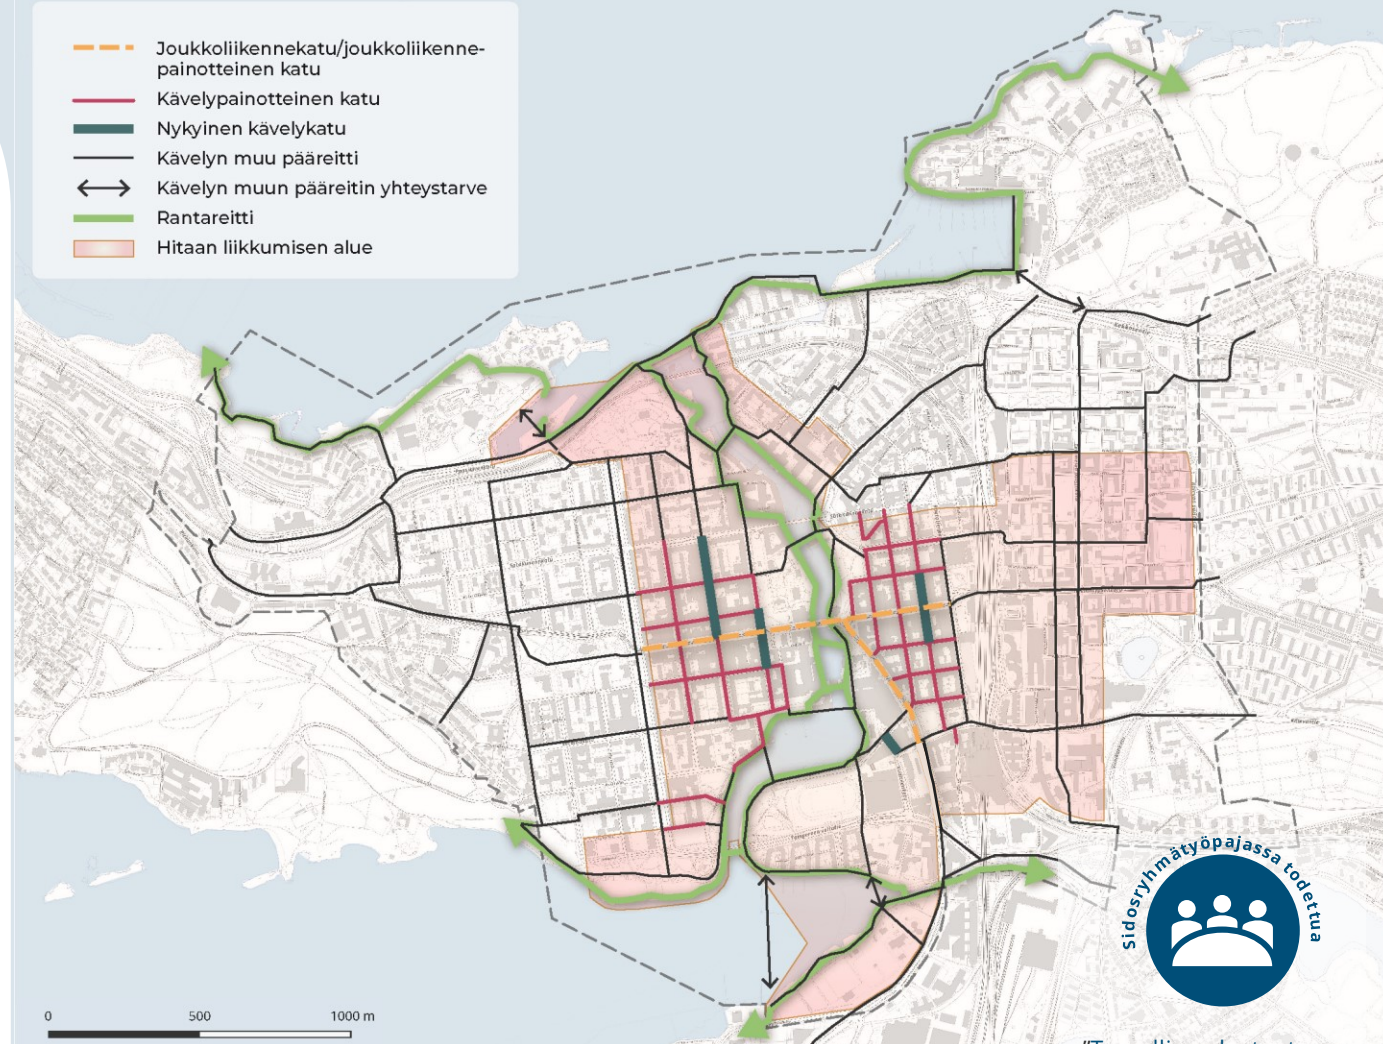 Joukkoliikennekatu/joukkoliikenne-
painotteinen katu
Kävelypainotteinen katu
Nykyinen kävelykatu
Kävelyn muu pääreitti
Kävelyn muun pääreitin yhteystarve
Rantareitti
Hitaan liikkumisen alue
Sidosryhmätyöpajassa todettua
0 500 1000 m